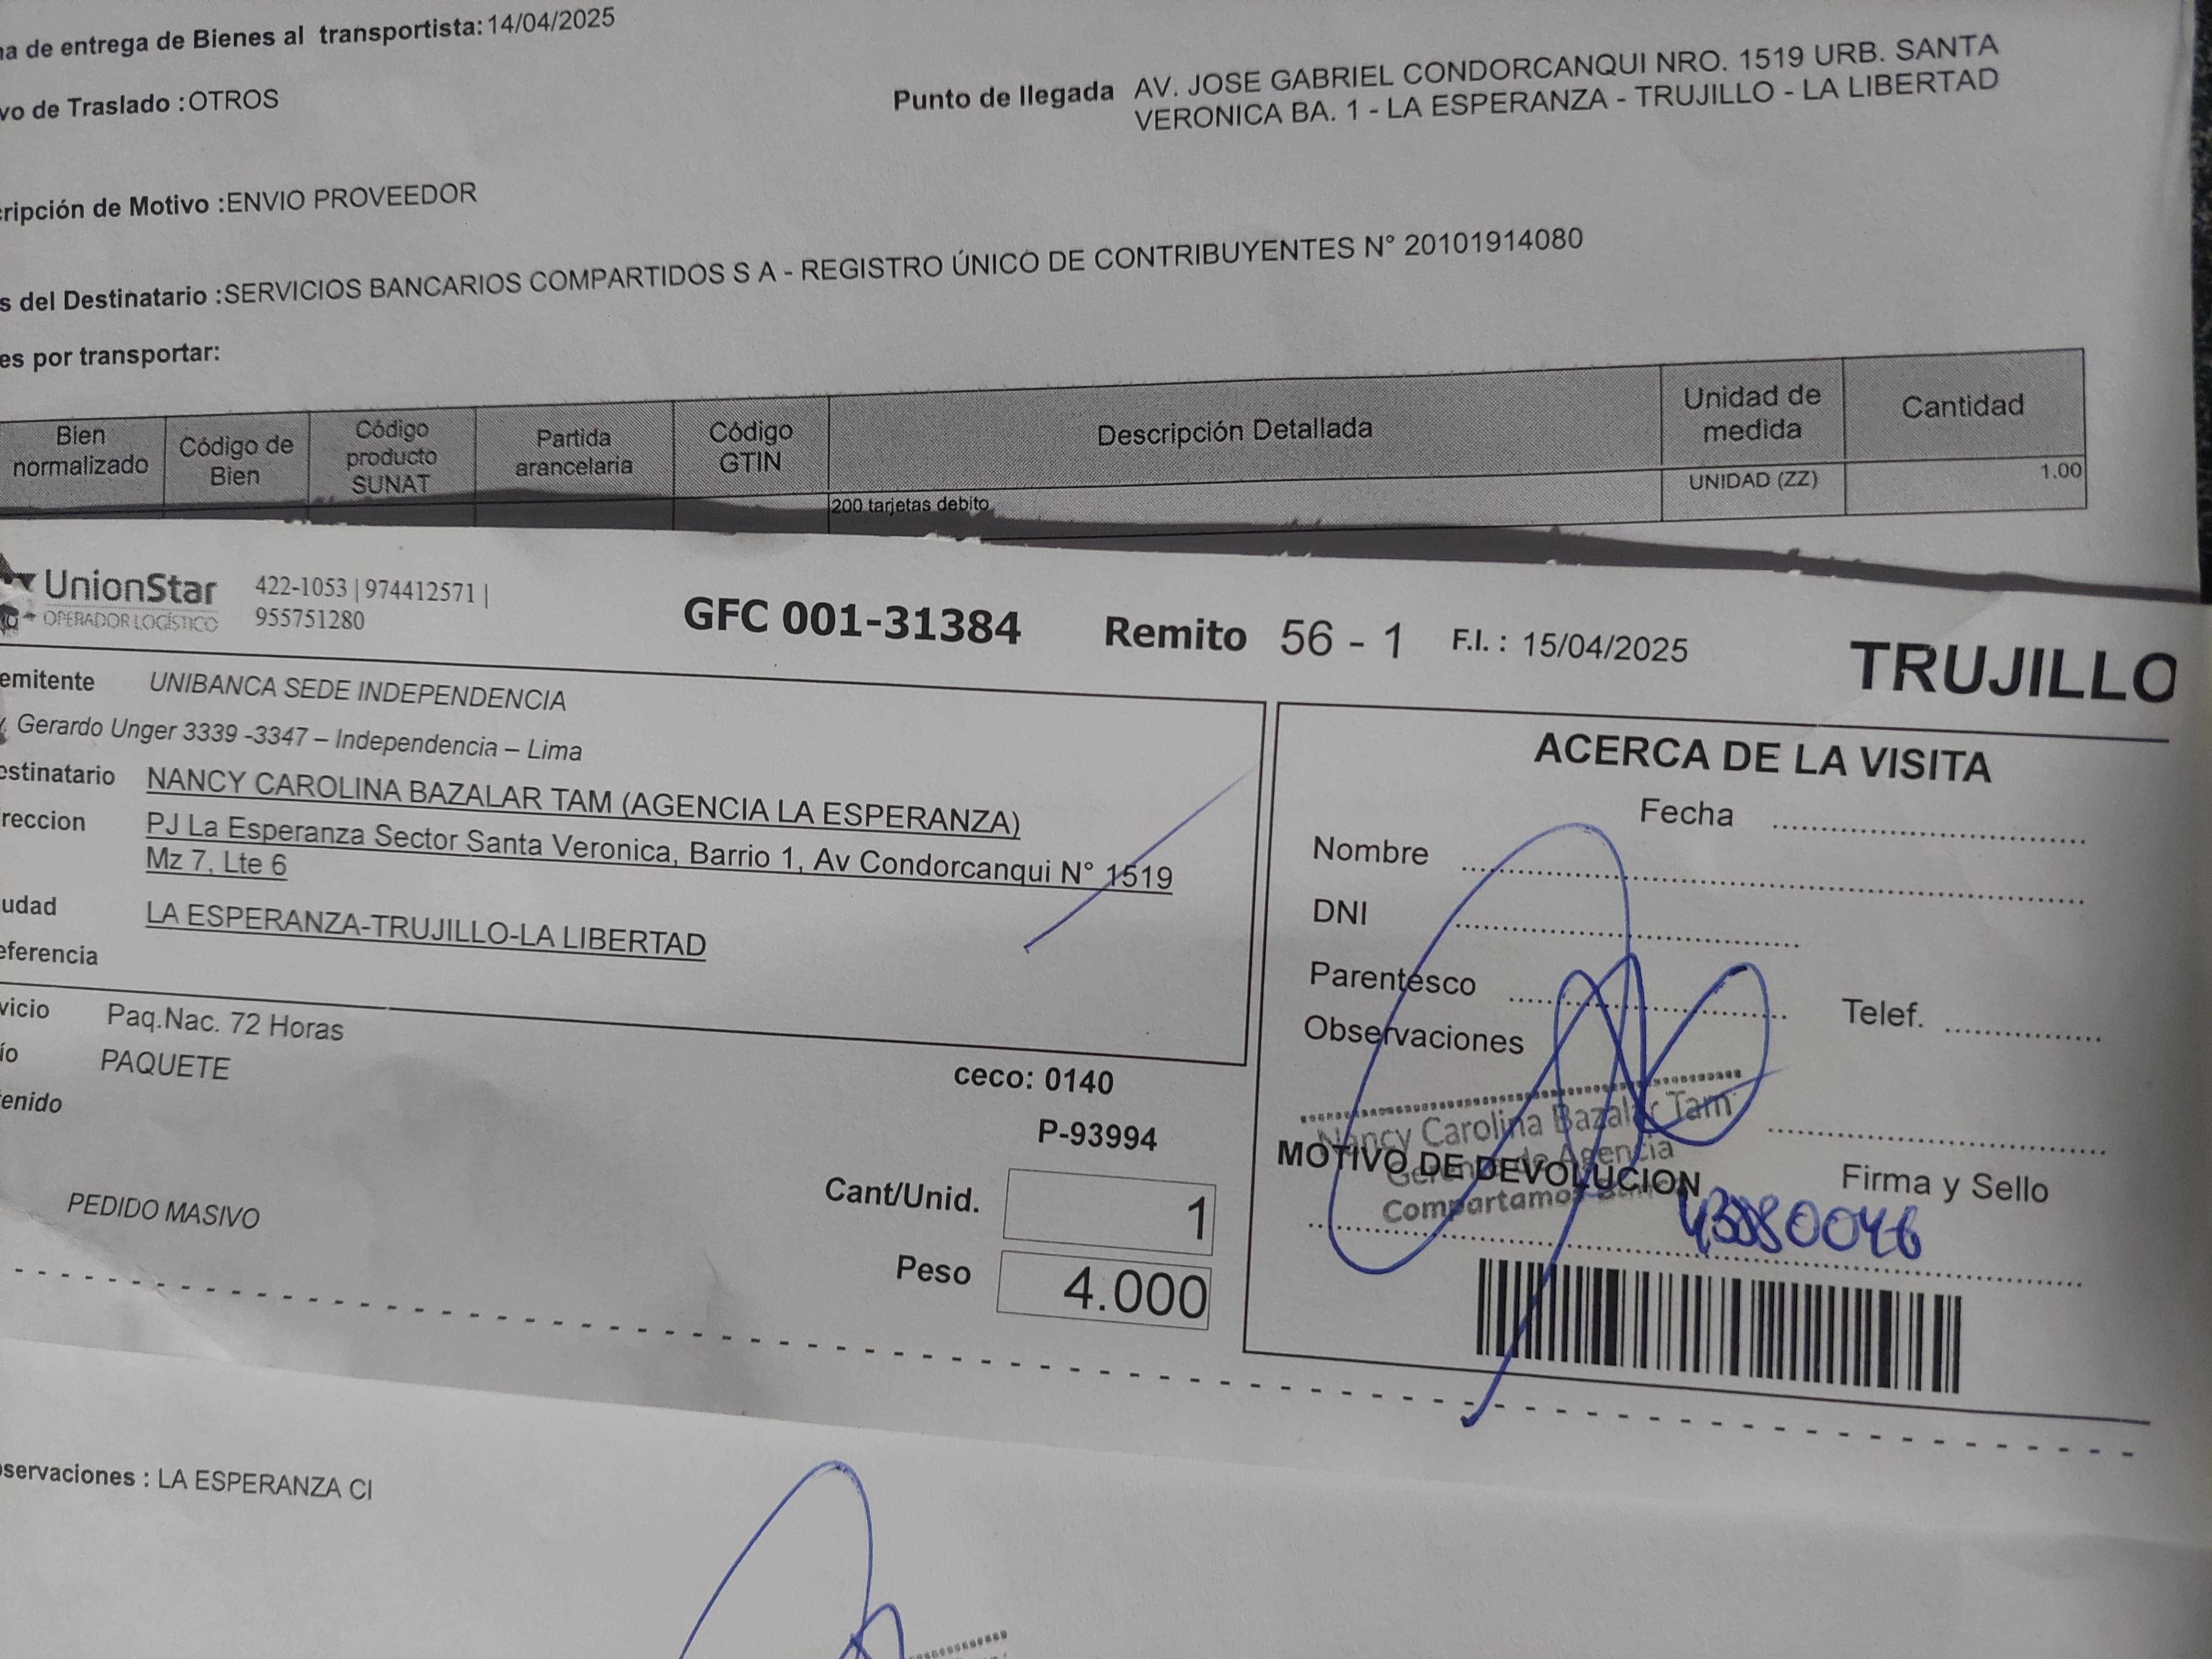 a de entrega de Bienes al transportista: 14/04/2025
vo de Traslado : OTROS
Punto de llegada AV. JOSE GABRIEL CONDORCANQUI NRO. 1519 URB. SANTA
VERONICA BA. 1 - LA ESPERANZA - TRUJILLO - LA LIBERTAD
ripción de Motivo : ENVIO PROVEEDOR
s del Destinatario : SERVICIOS BANCARIOS COMPARTIDOS S A - REGISTRO ÚNICO DE CONTRIBUYENTES N° 20101914080
es por transportar:
Bien normalizado Código de Bien Código producto SUNAT Partida arancelaria Código GTIN Descripción Detallada Unidad de medida Cantidad
200 tarjetas debito UNIDAD (ZZ) 1.00
UnionStar
OPERADOR LOGÍSTICO
422-1053 | 974412571 |
955751280
GFC 001-31384 Remito 56 - 1 F.I. : 15/04/2025 TRUJILLO
emitente UNIBANCA SEDE INDEPENDENCIA
Gerardo Unger 3339 -3347 – Independencia – Lima
estinatario NANCY CAROLINA BAZALAR TAM (AGENCIA LA ESPERANZA)
reccion PJ La Esperanza Sector Santa Veronica, Barrio 1, Av Condorcanqui N° 1519
Mz 7, Lte 6
udad LA ESPERANZA-TRUJILLO-LA LIBERTAD
eferencia
vicio Paq.Nac. 72 Horas
ío PAQUETE
enido
ceco: 0140
P-93994
PEDIDO MASIVO
Cant/Unid. 1
Peso 4.000
ACERCA DE LA VISITA
Fecha
Nombre
DNI
Parentesco
Telef.
Observaciones
Nancy Carolina Bazalar Tam
Gerente de Agencia
Compartamos
MOTIVO DE DEVOLUCION
Firma y Sello
servaciones : LA ESPERANZA CI